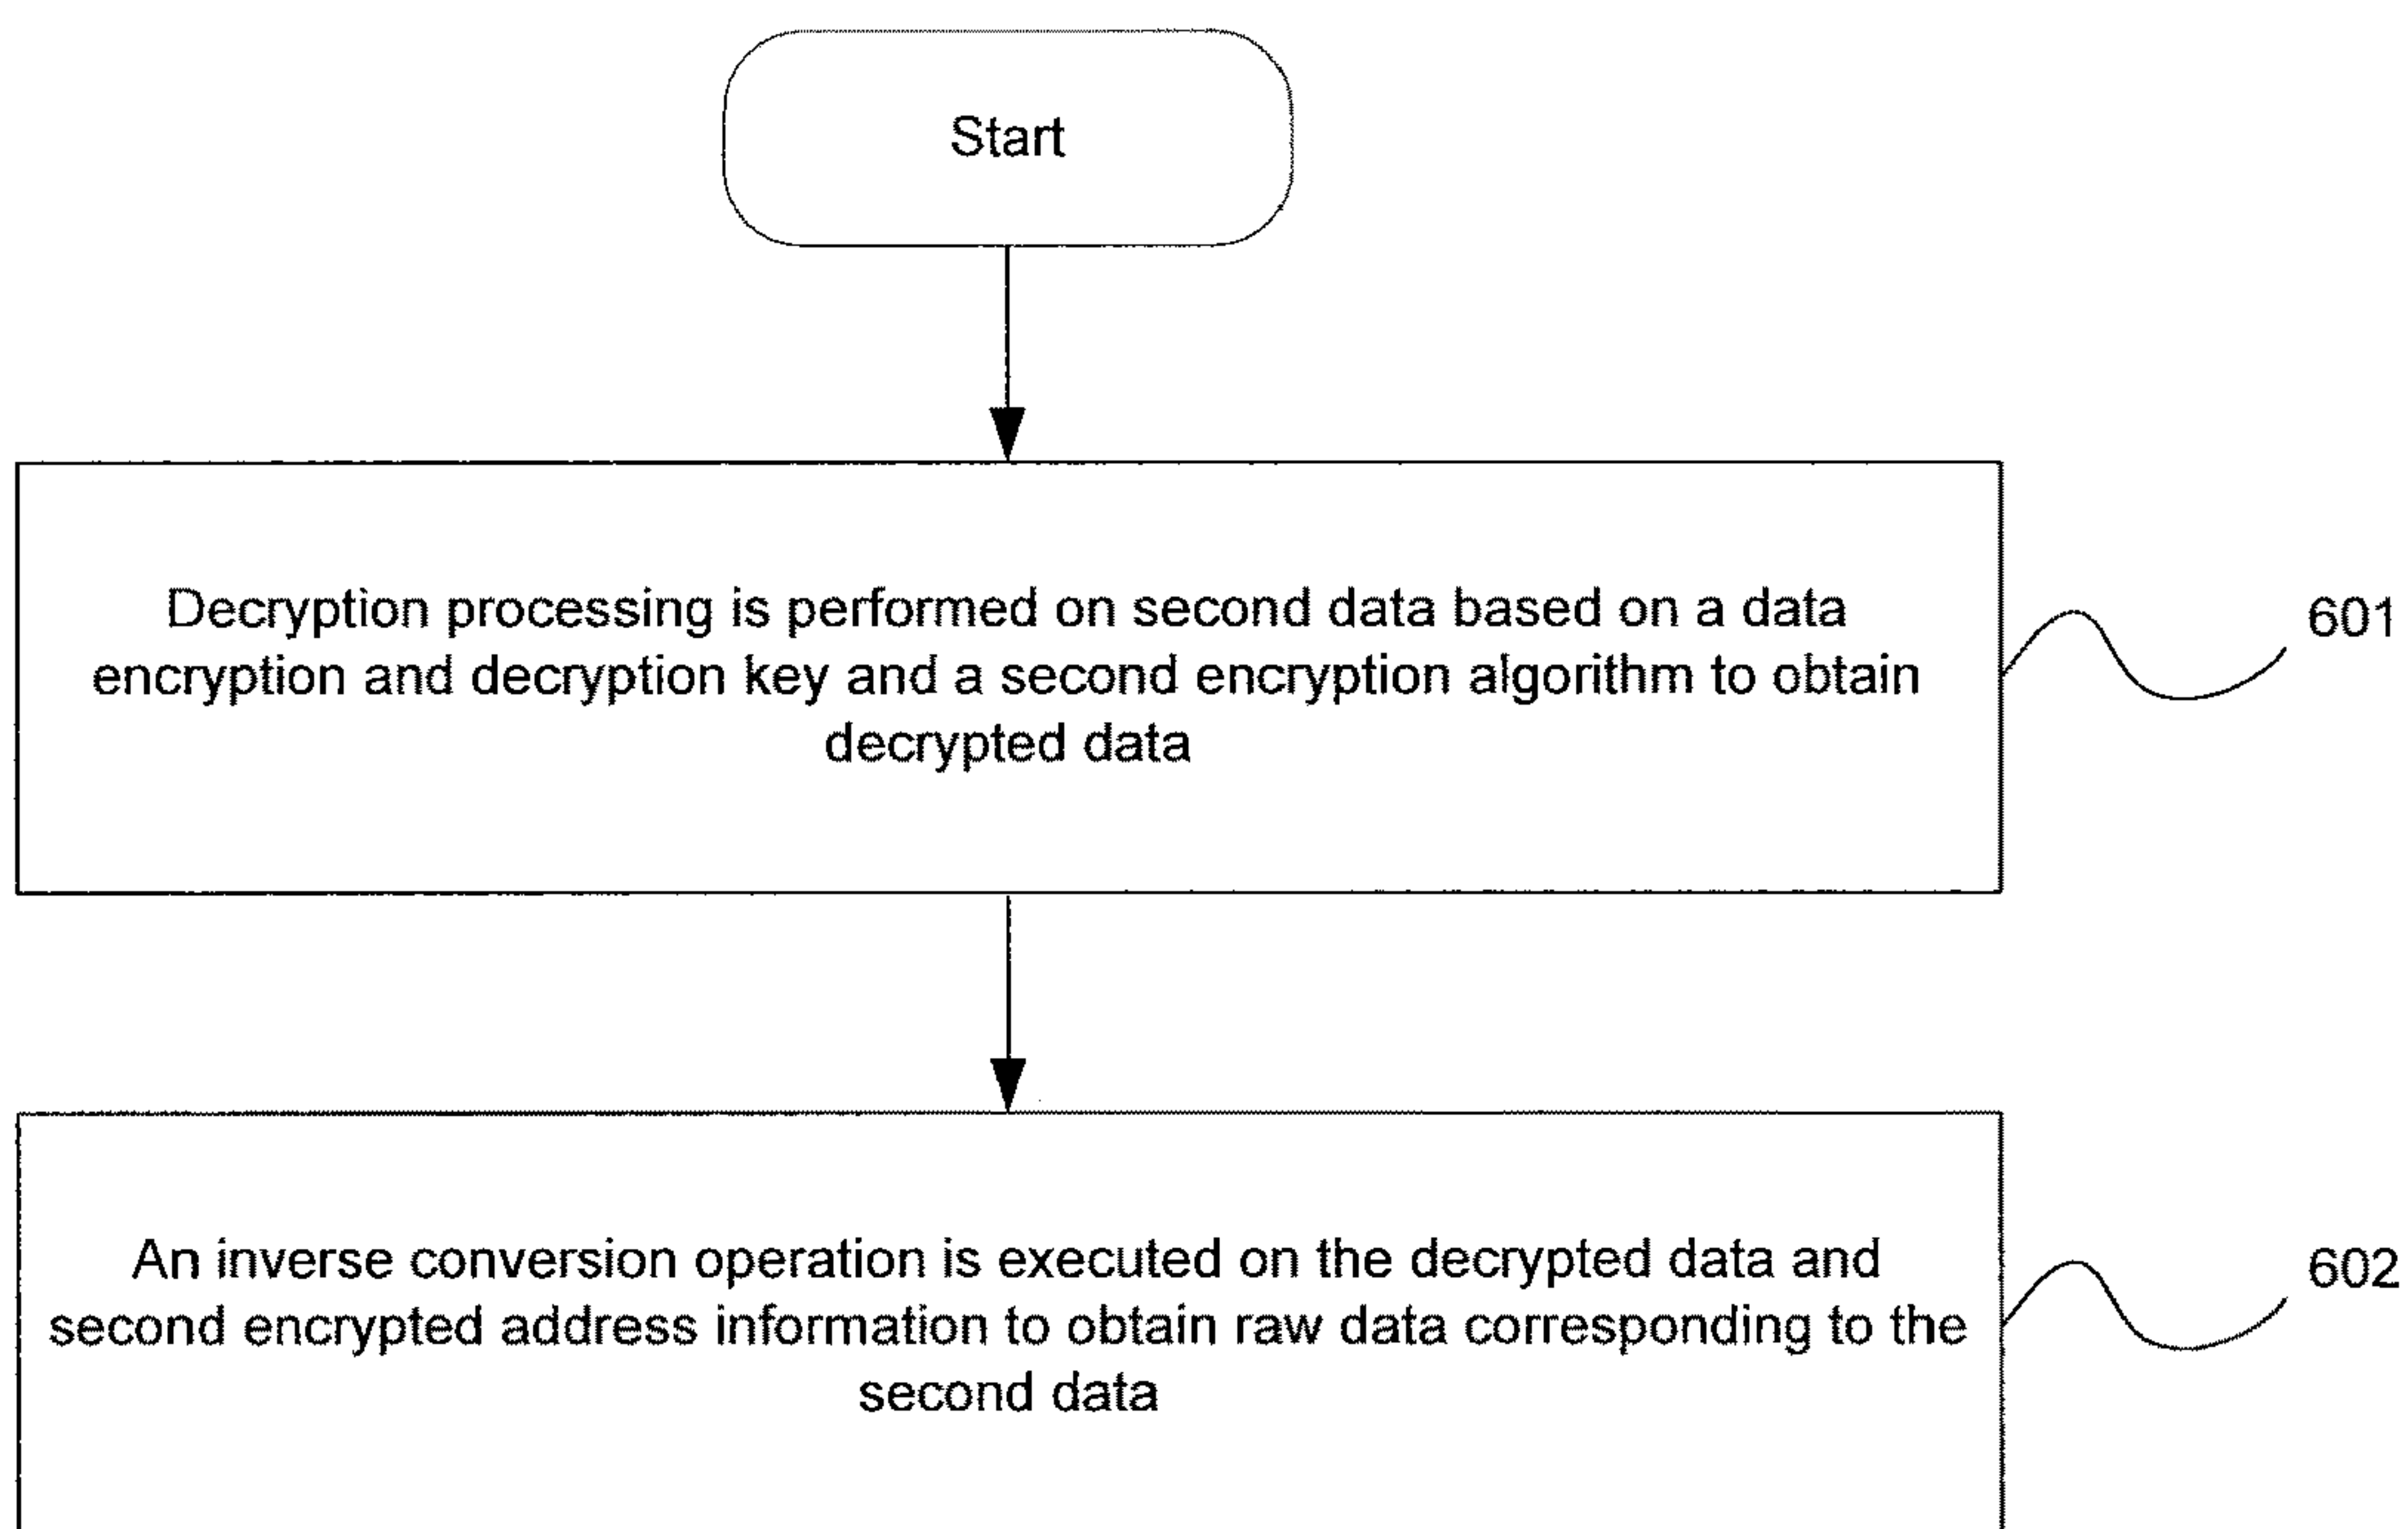 Start
Decryption processing is performed on second data based on a data
encryption and decryption key and a second encryption algorithm to obtain
decrypted data
601
An inverse conversion operation is executed on the decrypted data and
second encrypted address information to obtain raw data corresponding to the
second data
602